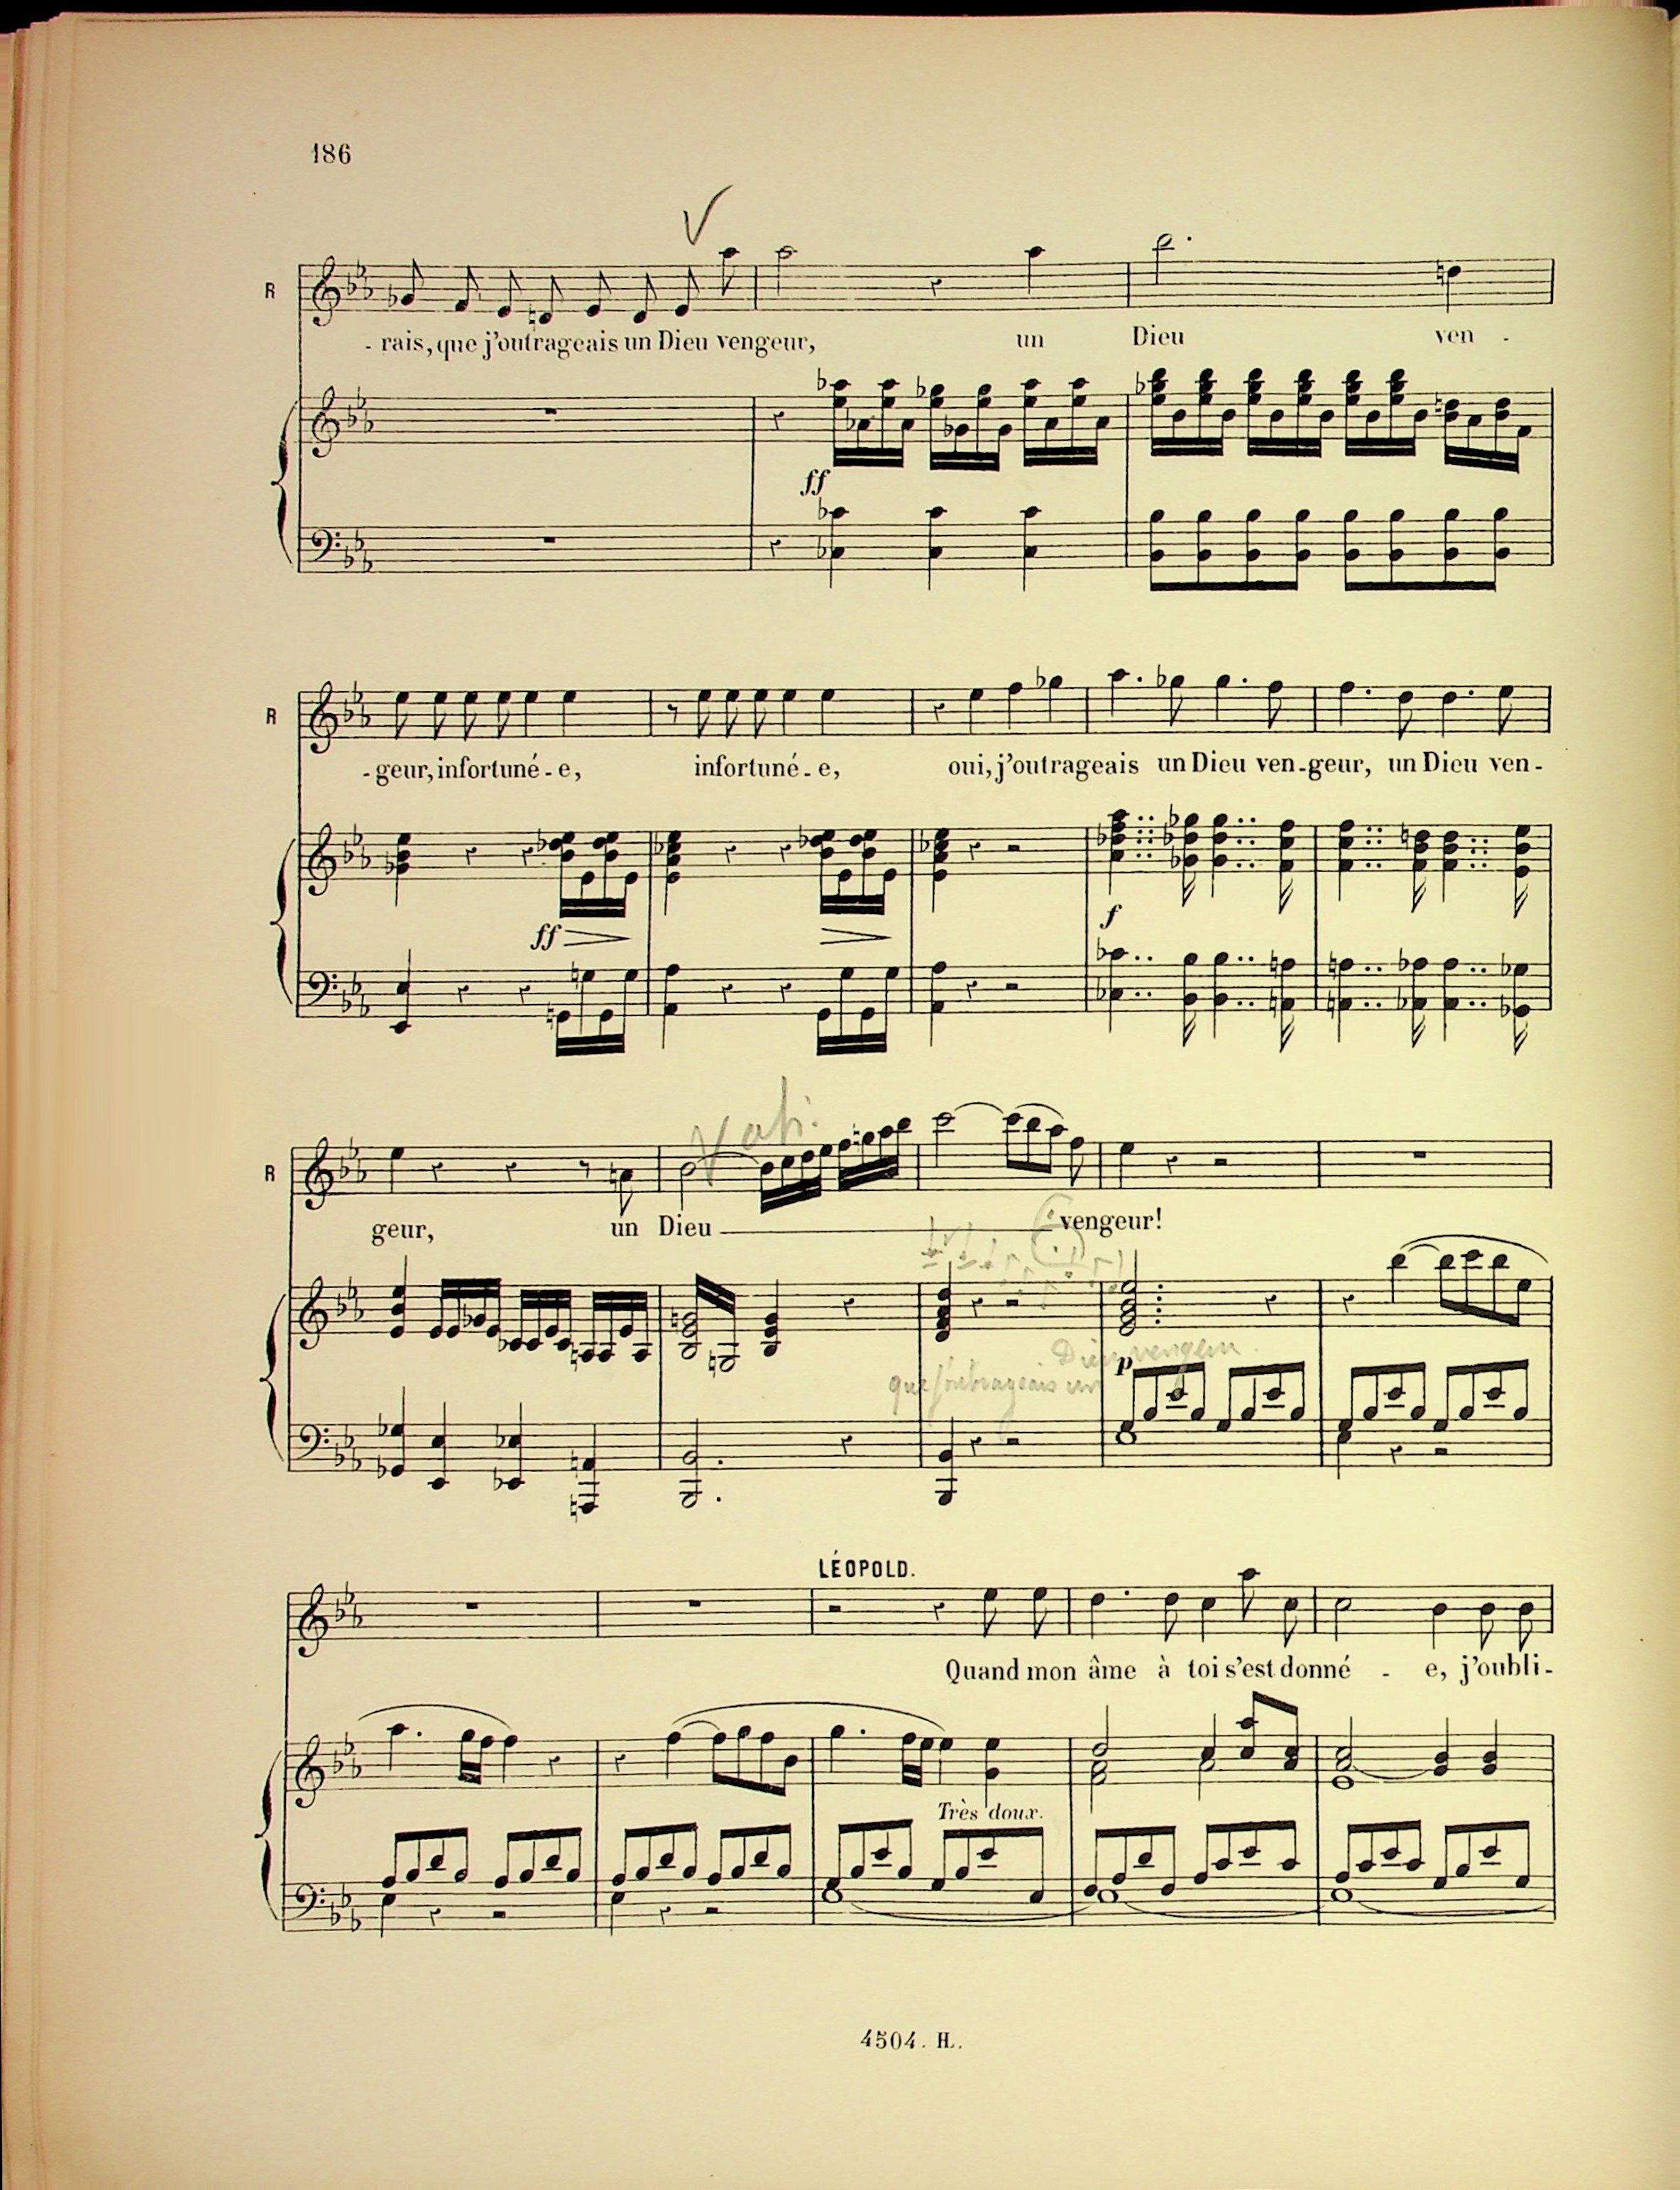 186
R
- rais, que j'outrageais un Dieu vengeur, un Dieu ven -
ff
R
- geur, infortuné - e, infortuné - e, oui, j'outrageais un Dieu ven - geur, un Dieu ven -
ff
f
R
geur, un Dieu vengeur!
Dieu vengeur
p
que j'outrageais un
LÉOPOLD.
Quand mon âme à toi s'est donné - e, j'oubli -
Très doux.
4504. H.